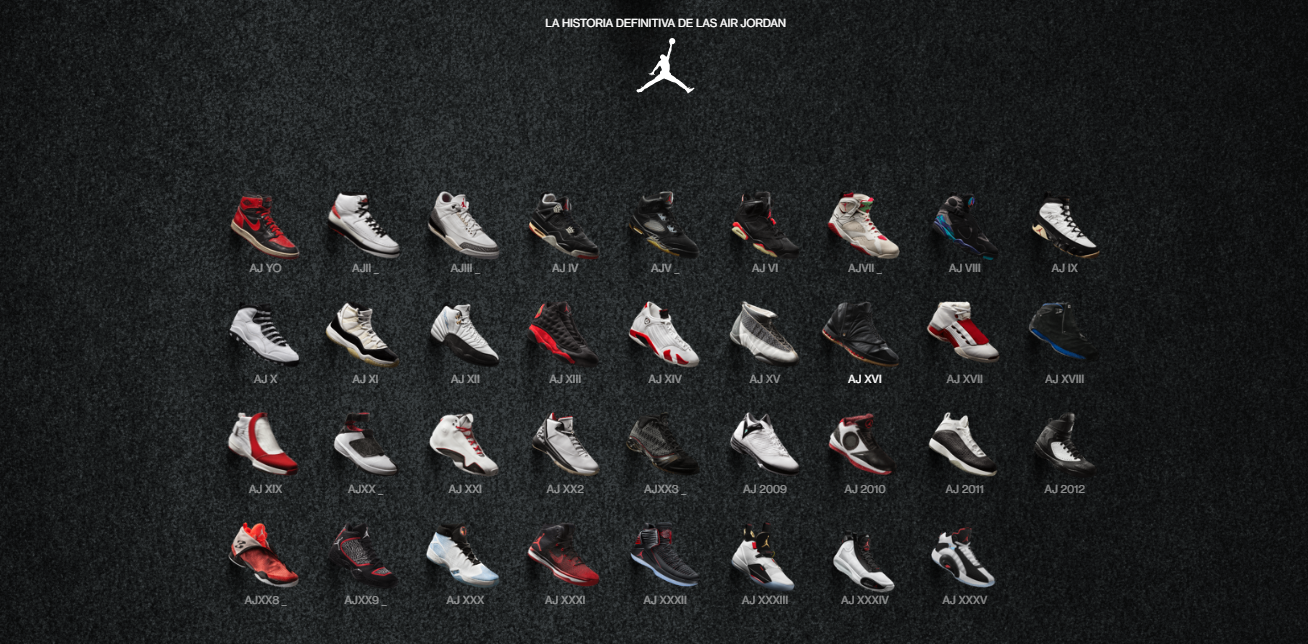 LA HISTORIA DEFINITIVA DE LAS AIR JORDAN
AJ YO AJII _ AJIII _ AJ IV AJV _ AJ VI AJVII _ AJ VIII AJ IX
AJ X AJ XI AJ XII AJ XIII AJ XIV AJ XV AJ XVI AJ XVII AJ XVIII
AJ XIX AJXX _ AJ XXI AJ XX2 AJXX3 _ AJ 2009 AJ 2010 AJ 2011 AJ 2012
AJXX8 _ AJXX9 _ AJ XXX AJ XXXI AJ XXXII AJ XXXIII AJ XXXIV AJ XXXV